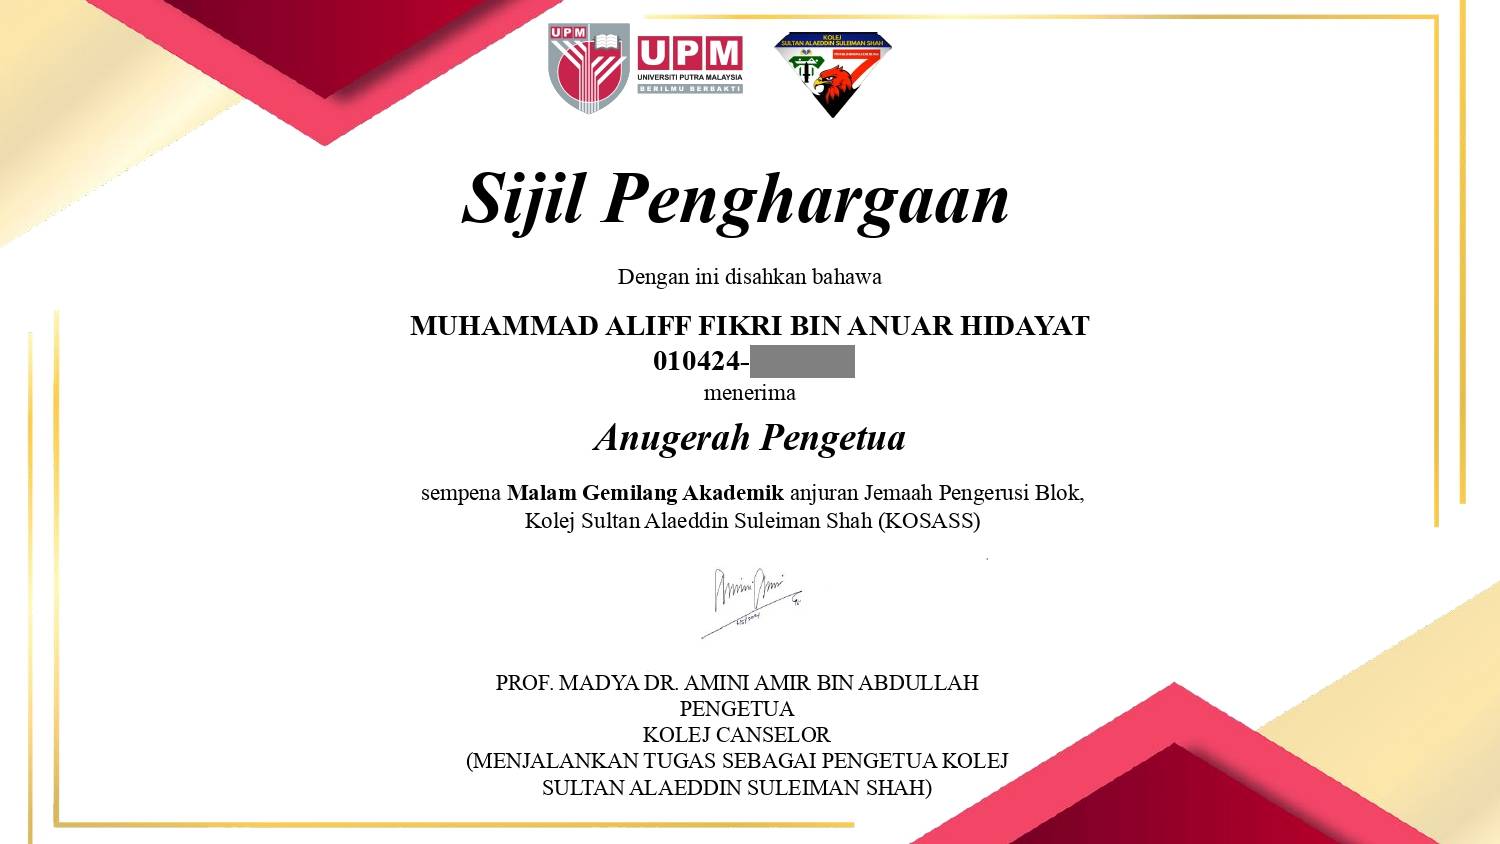 UPM
UPM
UNIVERSITI PUTRA MALAYSIA
BERILMU BERBAKTI
KOLEJ
SULTAN ALAEDDIN SULEIMAN SHAH
Sijil Penghargaan
Dengan ini disahkan bahawa
MUHAMMAD ALIFF FIKRI BIN ANUAR HIDAYAT
010424-
menerima
Anugerah Pengetua
sempena Malam Gemilang Akademik anjuran Jemaah Pengerusi Blok,
Kolej Sultan Alaeddin Suleiman Shah (KOSASS)
PROF. MADYA DR. AMINI AMIR BIN ABDULLAH
PENGETUA
KOLEJ CANSELOR
(MENJALANKAN TUGAS SEBAGAI PENGETUA KOLEJ
SULTAN ALAEDDIN SULEIMAN SHAH)